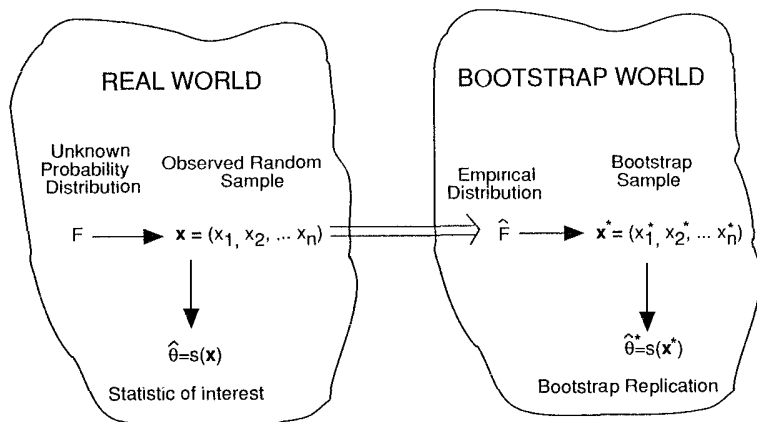 REAL WORLD
Unknown
Probability
Distribution
Observed Random
Sample
F
x = (x1, x2, ... xn)
θ̂=s(x)
Statistic of interest
BOOTSTRAP WORLD
Empirical
Distribution
Bootstrap
Sample
F̂
x* = (x1*, x2*, ... xn*)
θ̂*=s(x*)
Bootstrap Replication